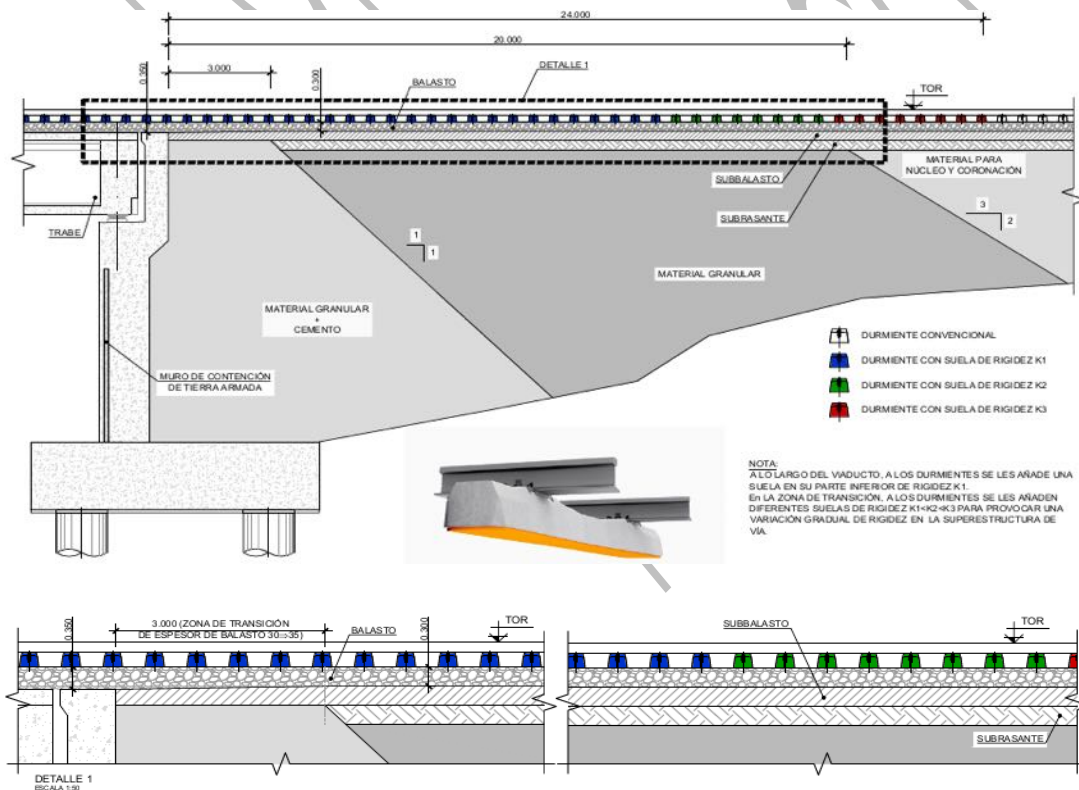 24.000
20.000
3.000
DETALLE 1
0.350
0.300
BALASTO
TOR
MATERIAL PARA
NÚCLEO Y CORONACIÓN
SUBBALASTO
SUBRASANTE
3
2
TRABE
1
1
MATERIAL GRANULAR
MATERIAL GRANULAR
+
CEMENTO
MURO DE CONTENCIÓN
DE TIERRA ARMADA
DURMIENTE CONVENCIONAL
DURMIENTE CON SUELA DE RIGIDEZ K1
DURMIENTE CON SUELA DE RIGIDEZ K2
DURMIENTE CON SUELA DE RIGIDEZ K3
NOTA:
A LO LARGO DEL VIADUCTO, A LOS DURMIENTES SE LES AÑADE UNA
SUELA EN SU PARTE INFERIOR DE RIGIDEZ K1.
En LA ZONA DE TRANSICIÓN, A LOS DURMIENTES SE LES AÑADEN
DIFERENTES SUELAS DE RIGIDEZ K1<K2<K3 PARA PROVOCAR UNA
VARIACIÓN GRADUAL DE RIGIDEZ EN LA SUPERESTRUCTURA DE
VÍA.
0.350
3.000 (ZONA DE TRANSICIÓN
DE ESPESOR DE BALASTO 30⇒35)
BALASTO
0.300
TOR
SUBBALASTO
TOR
SUBRASANTE
DETALLE 1
ESCALA 1:50